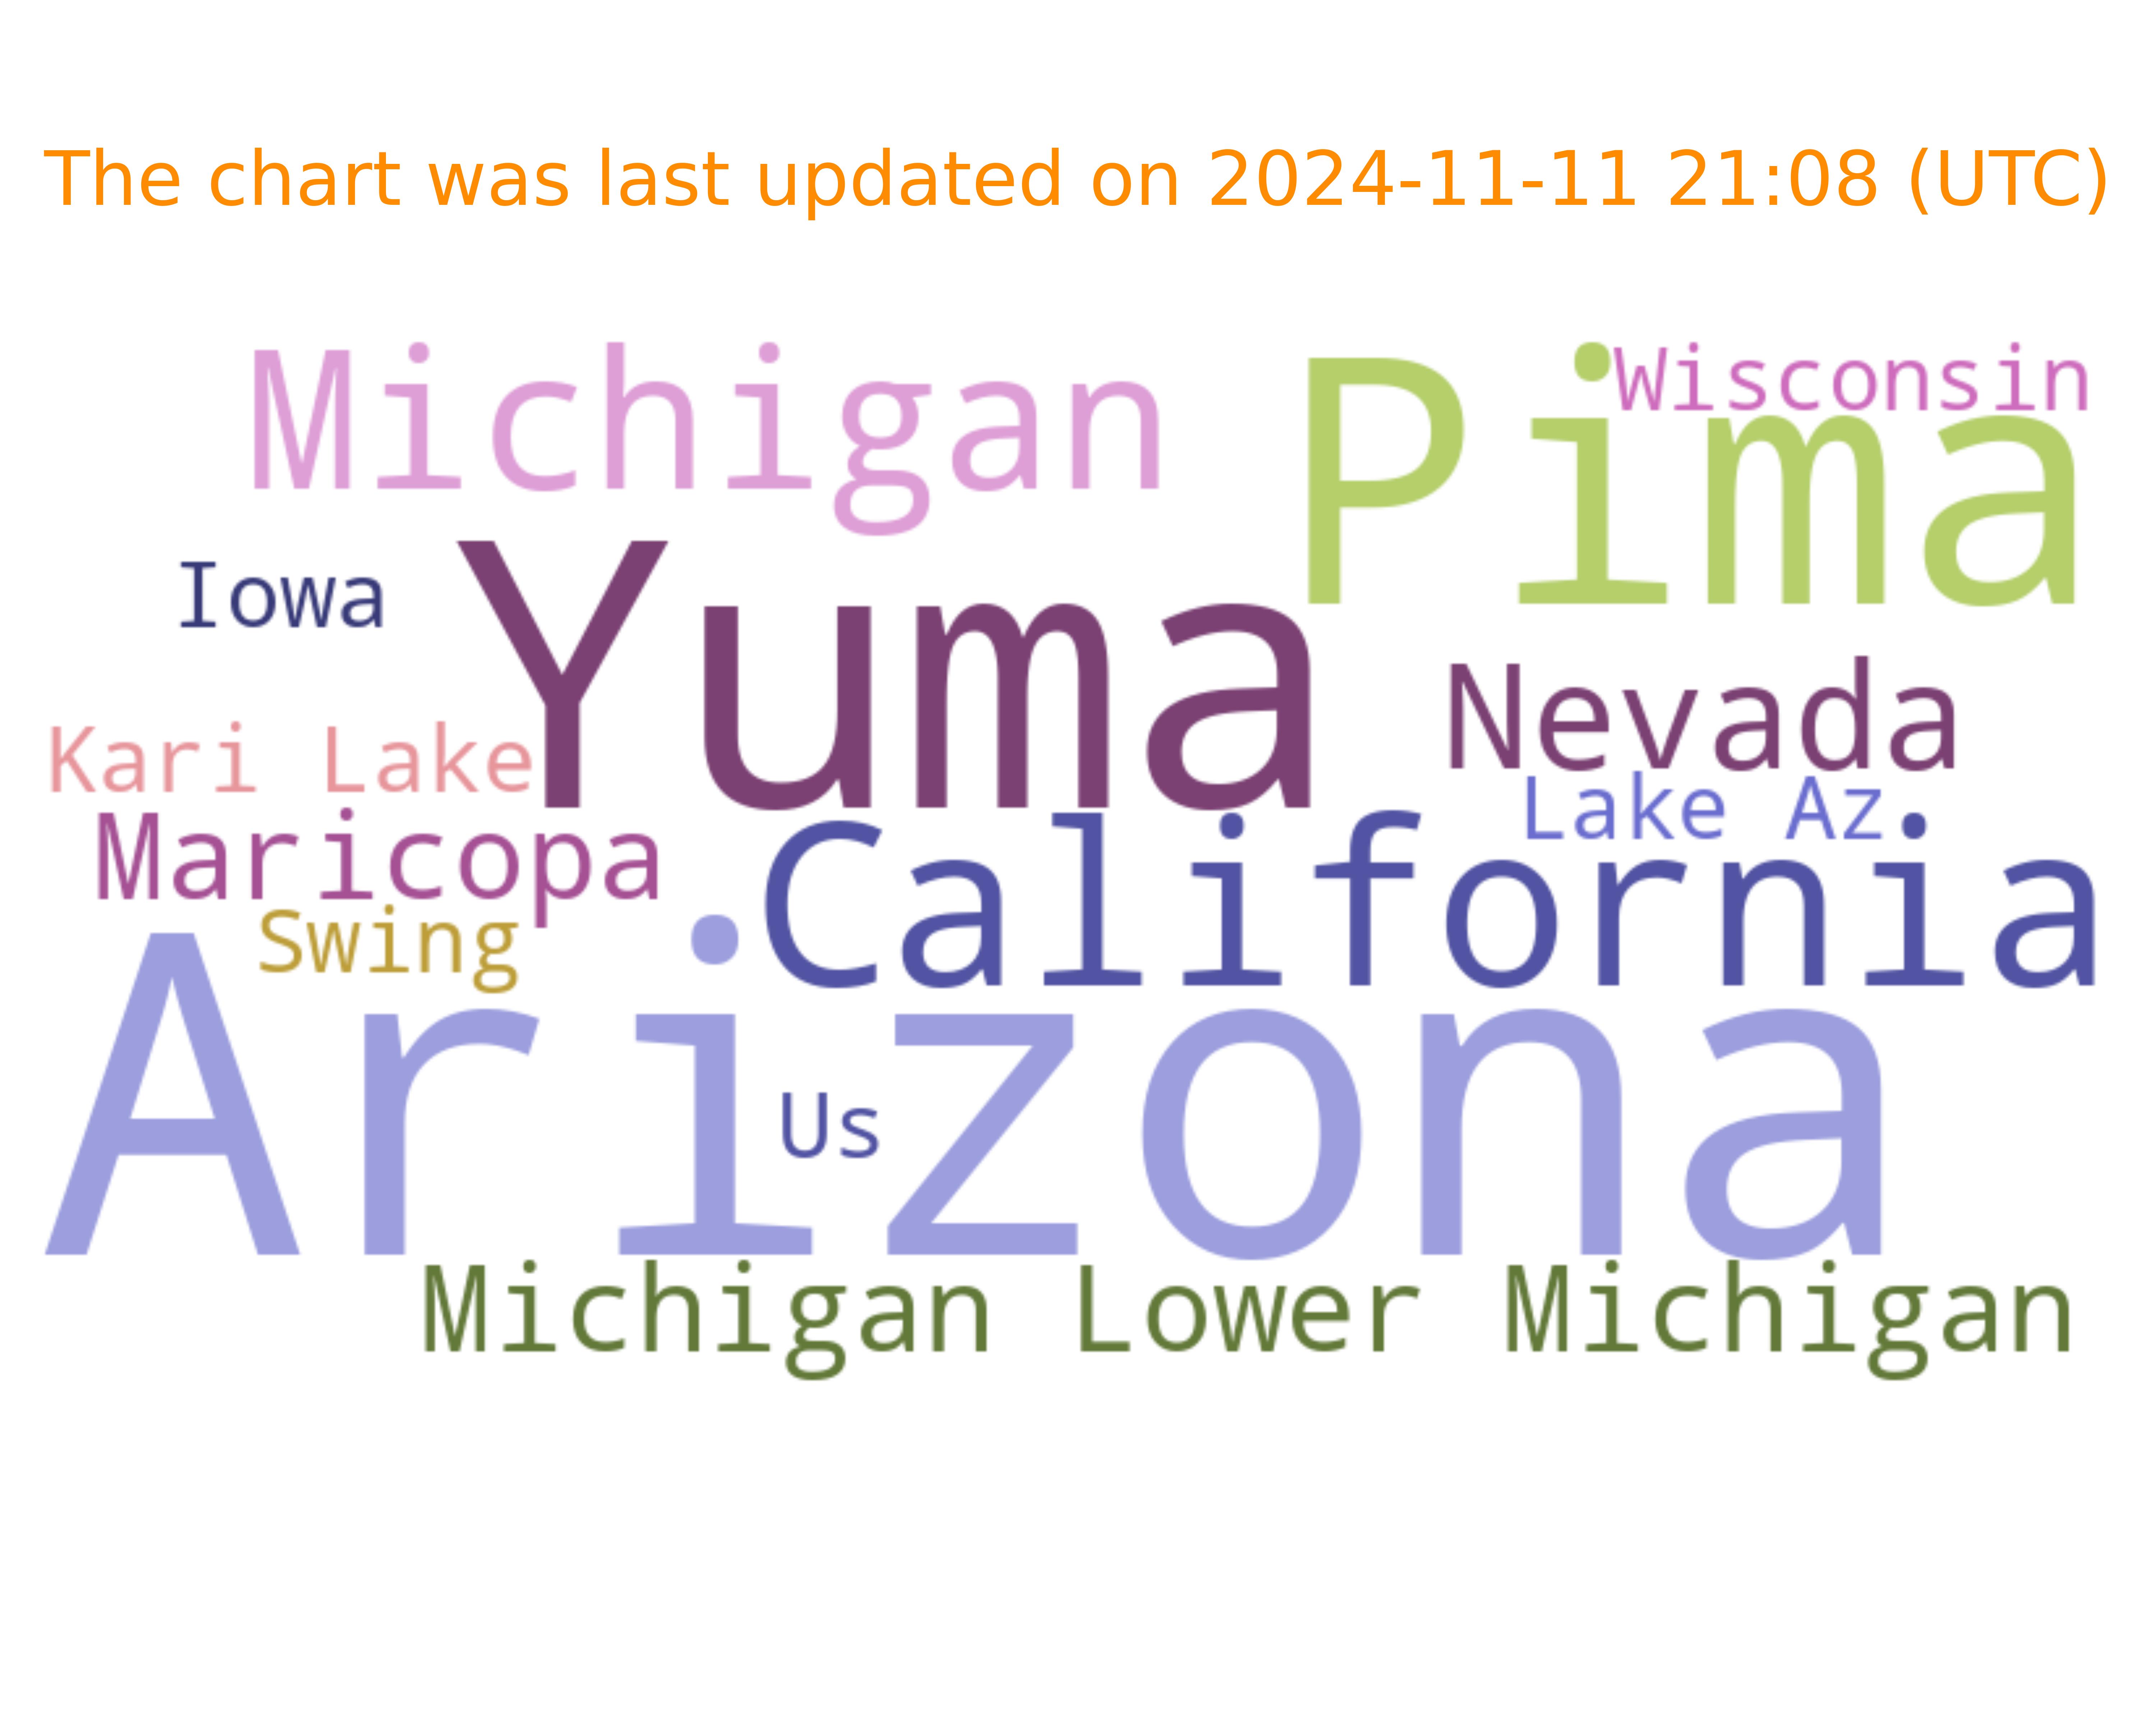 The chart was last updated on 2024-11-11 21:08 (UTC)
Michigan
Pima
Wisconsin
Iowa
Yuma
Nevada
Kari Lake
Lake Az
Maricopa
California
Swing
Arizona
Us
Michigan Lower Michigan